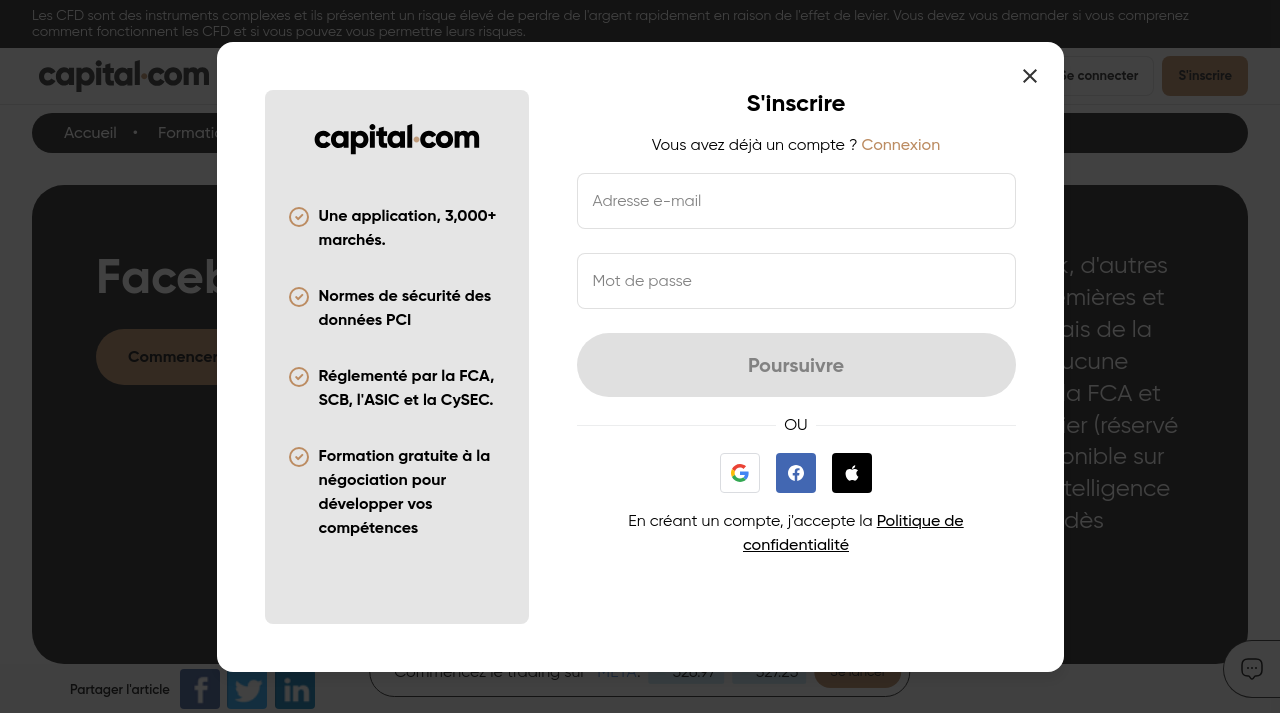 Les CFD sont des instruments complexes et ils présentent un risque élevé de perdre de l'argent rapidement en raison de l'effet de levier. Vous devez vous demander si vous comprenez
comment fonctionnent les CFD et si vous pouvez vous permettre leurs risques.
capital.com
Se connecter
S'inscrire
Accueil • Formatio
Faceb
Commencer
k, d'autres
emières et
ais de la
ucune
a FCA et
ier (réservé
onible sur
telligence
dès
capital.com
Une application, 3,000+
marchés.
Normes de sécurité des
données PCI
Réglementé par la FCA,
SCB, l'ASIC et la CySEC.
Formation gratuite à la
négociation pour
développer vos
compétences
S'inscrire
Vous avez déjà un compte ? Connexion
Adresse e-mail
Mot de passe
Poursuivre
OU
En créant un compte, j'accepte la Politique de
confidentialité
Partager l'article
Commencez le trading sur META:
526.97
527.25
Se lancer